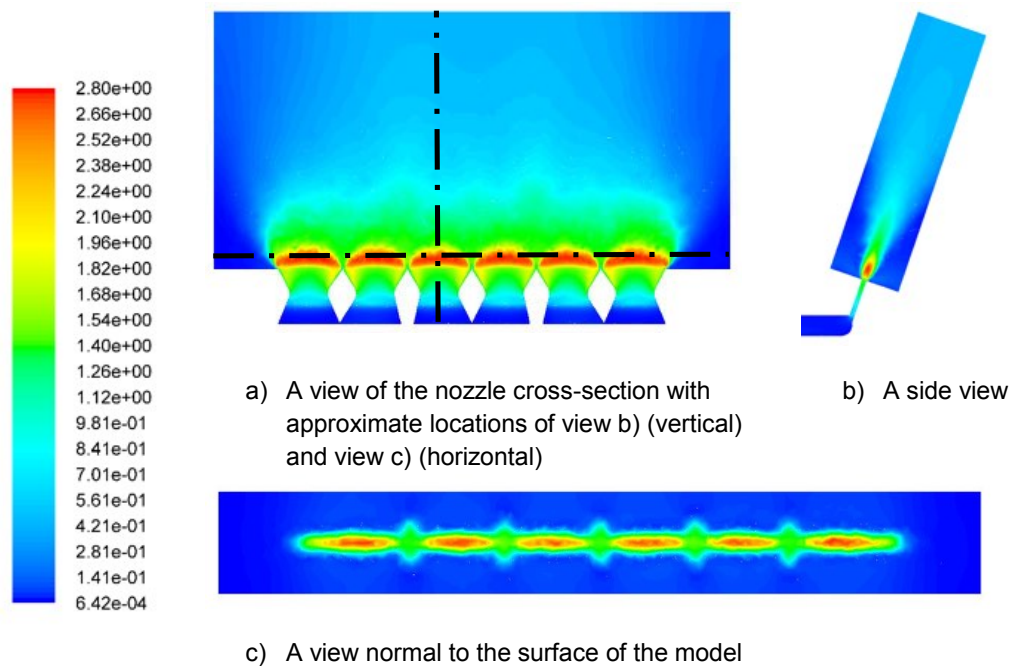 2.80e+00
2.66e+00
2.52e+00
2.38e+00
2.24e+00
2.10e+00
1.96e+00
1.82e+00
1.68e+00
1.54e+00
1.40e+00
1.26e+00
1.12e+00
9.81e-01
8.41e-01
7.01e-01
5.61e-01
4.21e-01
2.81e-01
1.41e-01
6.42e-04
a) A view of the nozzle cross-section with
approximate locations of view b) (vertical)
and view c) (horizontal)
b) A side view
c) A view normal to the surface of the model